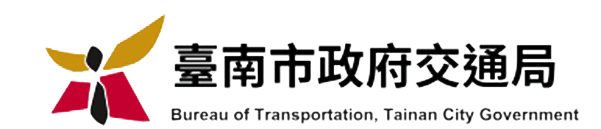 臺南市政府交通局
Bureau of Transportation, Tainan City Government